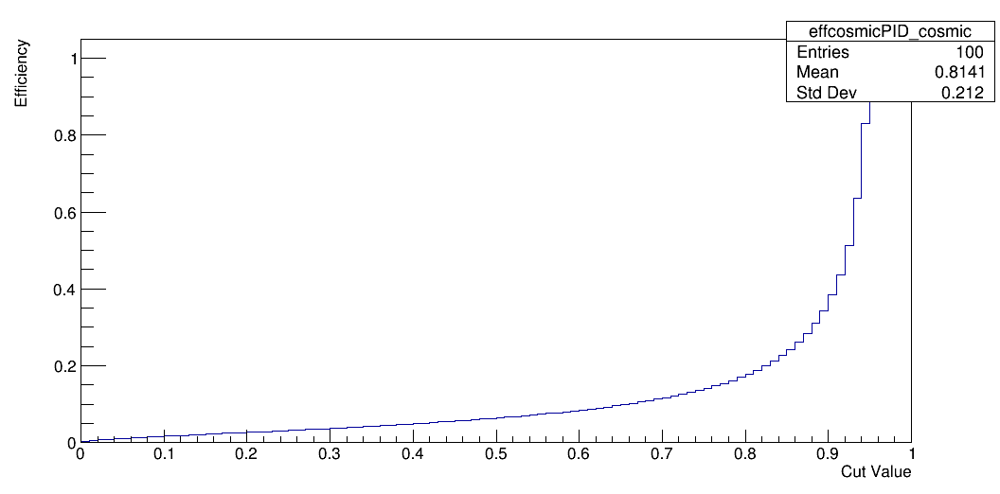 effcosmicPID_cosmic
Entries 100
Mean 0.8141
Std Dev 0.212
Efficiency
1
0.8
0.6
0.4
0.2
0
0 0.1 0.2 0.3 0.4 0.5 0.6 0.7 0.8 0.9 1
Cut Value